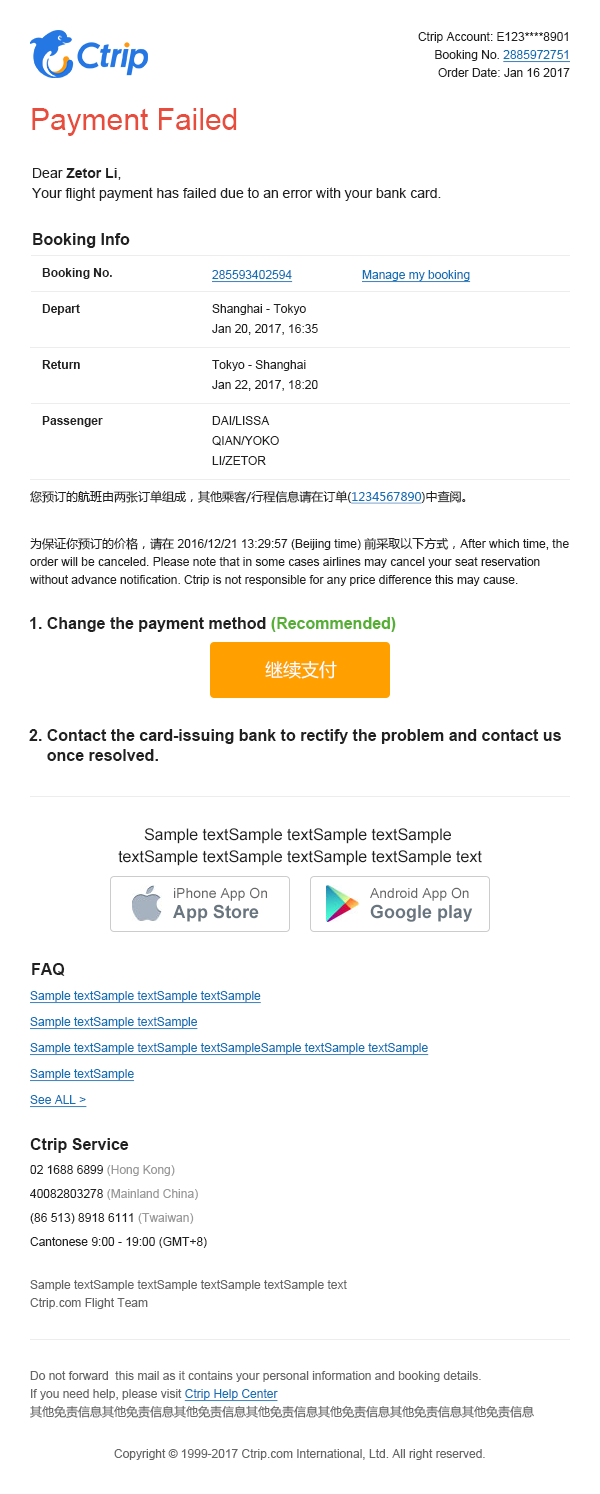 Ctrip
Ctrip Account: E123****8901
Booking No. 2885972751
Order Date: Jan 16 2017
Payment Failed
Dear Zetor Li,
Your flight payment has failed due to an error with your bank card.
Booking Info
Booking No. 285593402594 Manage my booking
Depart Shanghai - Tokyo
Jan 20, 2017, 16:35
Return Tokyo - Shanghai
Jan 22, 2017, 18:20
Passenger DAI/LISSA
QIAN/YOKO
LI/ZETOR
您预订的航班由两张订单组成，其他乘客/行程信息请在订单(1234567890)中查阅。
为保证你预订的价格，请在 2016/12/21 13:29:57 (Beijing time) 前采取以下方式，After which time, the
order will be canceled. Please note that in some cases airlines may cancel your seat reservation
without advance notification. Ctrip is not responsible for any price difference this may cause.
1. Change the payment method (Recommended)
继续支付
2. Contact the card-issuing bank to rectify the problem and contact us
once resolved.
Sample textSample textSample textSample
textSample textSample textSample textSample text
iPhone App On
App Store
Android App On
Google play
FAQ
Sample textSample textSample textSample
Sample textSample textSample
Sample textSample textSample textSampleSample textSample textSample
Sample textSample
See ALL >
Ctrip Service
02 1688 6899 (Hong Kong)
40082803278 (Mainland China)
(86 513) 8918 6111 (Twaiwan)
Cantonese 9:00 - 19:00 (GMT+8)
Sample textSample textSample textSample textSample text
Ctrip.com Flight Team
Do not forward  this mail as it contains your personal information and booking details.
If you need help, please visit Ctrip Help Center
其他免责信息其他免责信息其他免责信息其他免责信息其他免责信息其他免责信息其他免责信息
Copyright © 1999-2017 Ctrip.com International, Ltd. All right reserved.